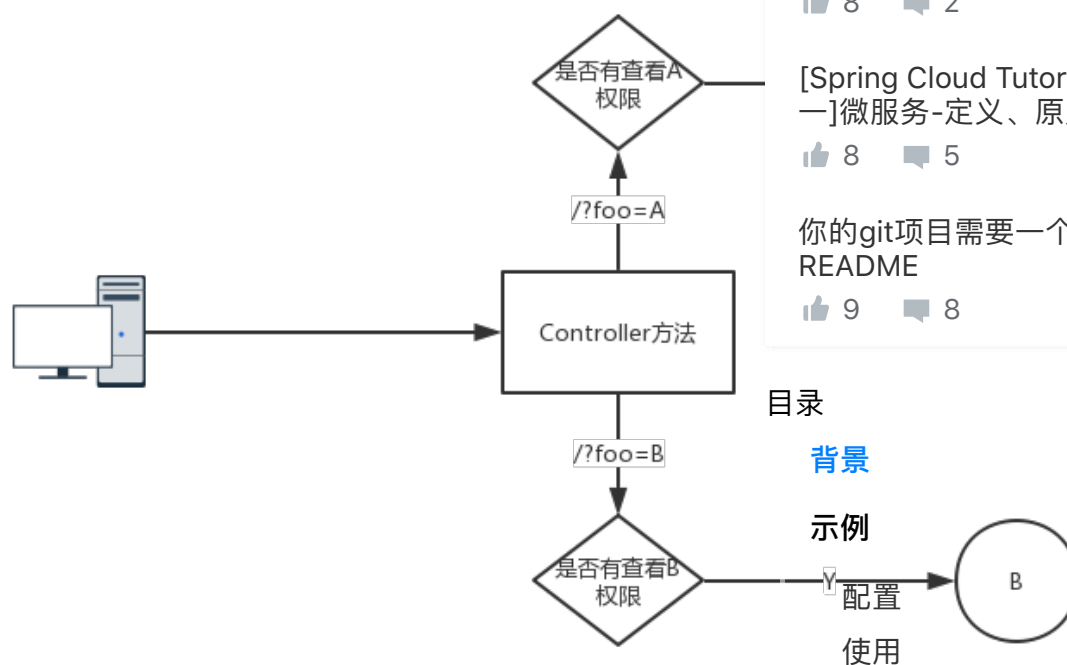 8 2
是否有查看A
权限
[Spring Cloud Tutor
一]微服务-定义、原
8 5
/?foo=A
你的git项目需要一个
README
9 8
Controller方法
目录
/?foo=B
背景
示例
是否有查看B
权限
Y
B
配置
使用